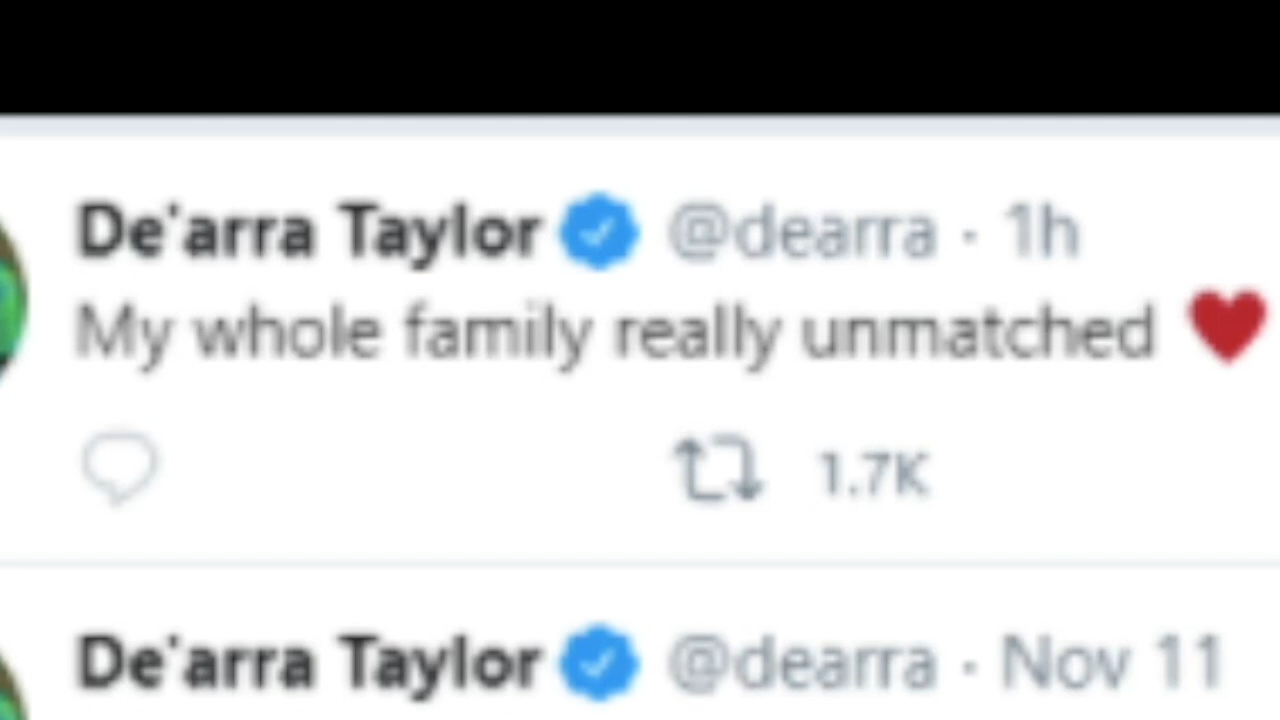 De'arra Taylor @dearra · 1h
My whole family really unmatched ❤️
1.7K
De'arra Taylor @dearra · Nov 11